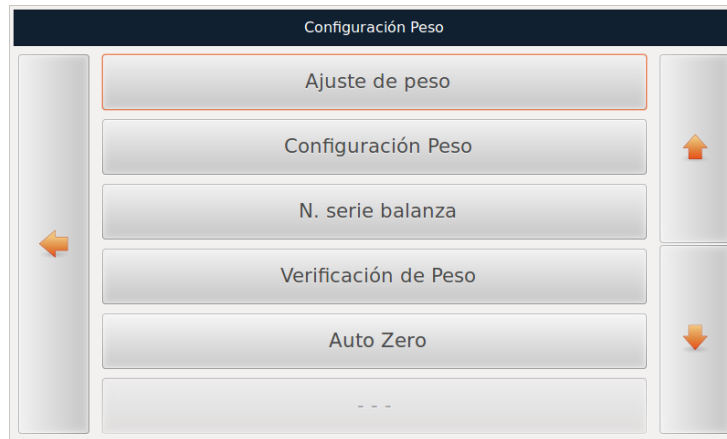 Configuración Peso
Ajuste de peso
Configuración Peso
N. serie balanza
Verificación de Peso
Auto Zero
- - -